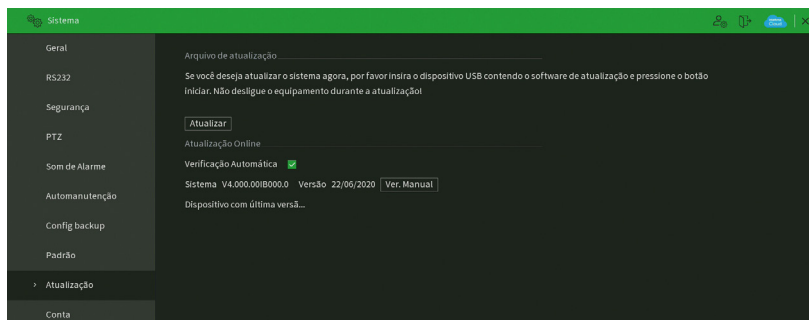 Sistema
Geral
RS232
Segurança
PTZ
Som de Alarme
Automanutenção
Config backup
Padrão
› Atualização
Conta
Arquivo de atualização
Se você deseja atualizar o sistema agora, por favor insira o dispositivo USB contendo o software de atualização e pressione o botão
iniciar. Não desligue o equipamento durante a atualização!
Atualizar
Atualização Online
Verificação Automática
Sistema V4.000.00IB000.0 Versão 22/06/2020 Ver. Manual
Dispositivo com última versã...